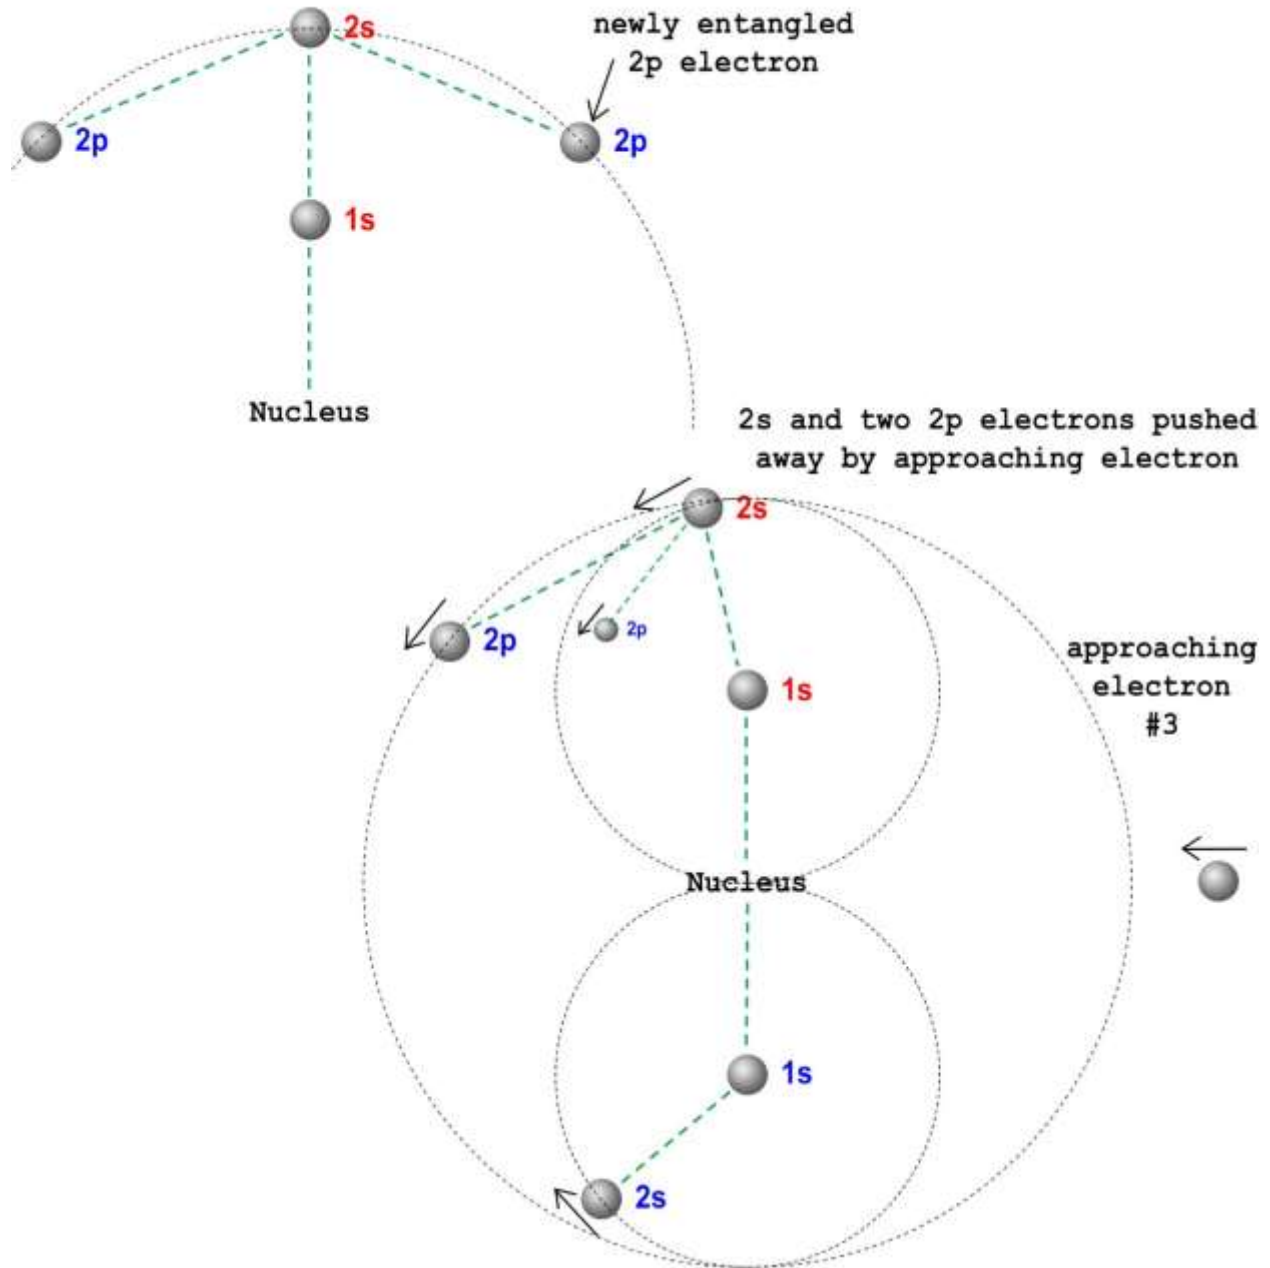 2s
newly entangled
2p electron
2p
2p
1s
Nucleus
2s and two 2p electrons pushed
away by approaching electron
2s
2p
2p
1s
approaching
electron
#3
Nucleus
1s
2s